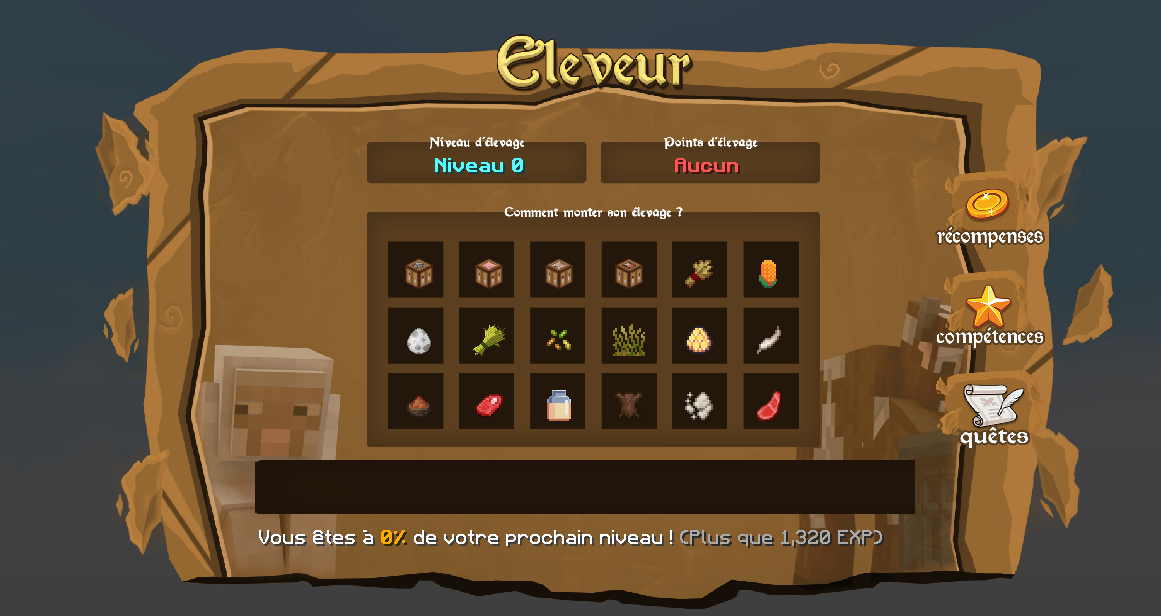 Eleveur
Niveau d'élevage
Points d'élevage
Niveau 0
Aucun
Comment monter son élevage ?
récompenses
compétences
quêtes
Vous êtes à 0% de votre prochain niveau ! (Plus que 1,320 EXP)